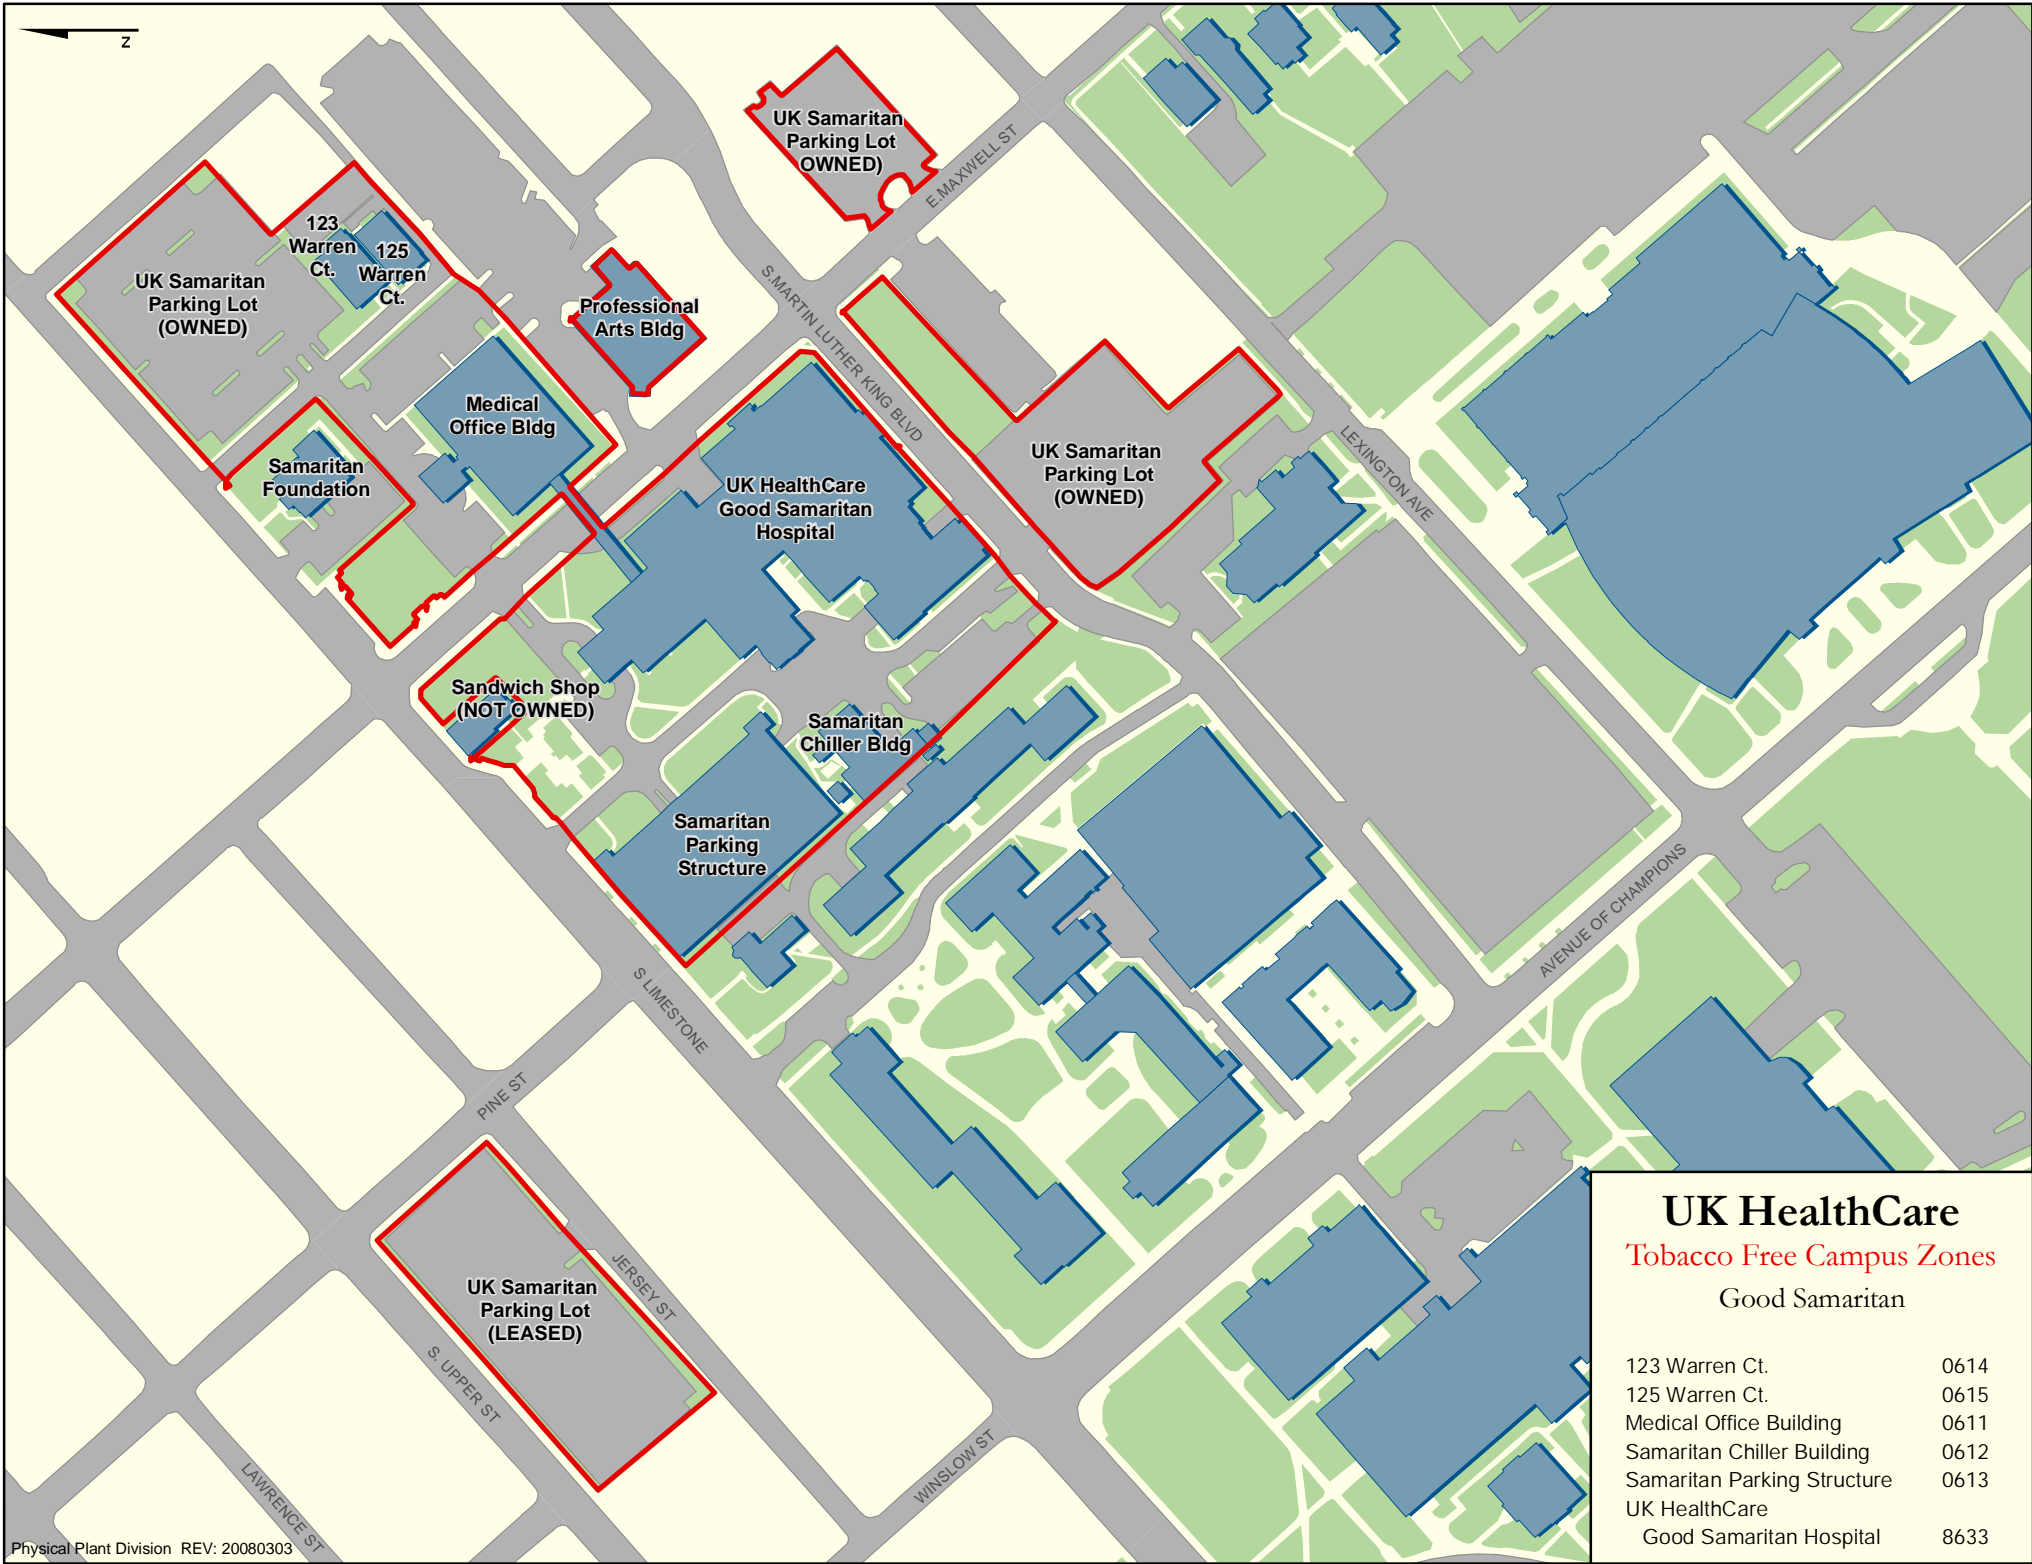 Z
UK Samaritan
Parking Lot
OWNED)
E.MAXWELL ST
123
Warren
Ct.
125
Warren
Ct.
UK Samaritan
Parking Lot
(OWNED)
Professional
Arts Bldg
S.MARTIN LUTHER KING BLVD
Medical
Office Bldg
Samaritan
Foundation
UK HealthCare
Good Samaritan
Hospital
UK Samaritan
Parking Lot
(OWNED)
LEXINGTON AVE
Sandwich Shop
(NOT OWNED)
Samaritan
Chiller Bldg
Samaritan
Parking
Structure
AVENUE OF CHAMPIONS
S LIMESTONE
PINE ST
JERSEY ST
UK Samaritan
Parking Lot
(LEASED)
S. UPPER ST
WINSLOW ST
LAWRENCE ST
Physical Plant Division REV: 20080303
UK HealthCare
Tobacco Free Campus Zones
Good Samaritan
123 Warren Ct. 0614
125 Warren Ct. 0615
Medical Office Building 0611
Samaritan Chiller Building 0612
Samaritan Parking Structure 0613
UK HealthCare
Good Samaritan Hospital 8633